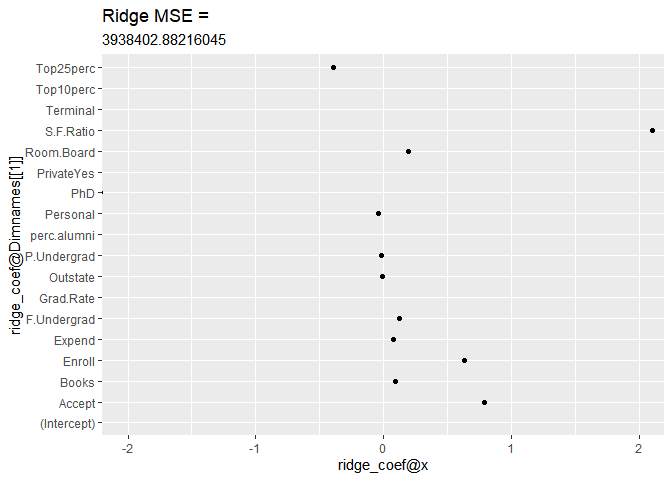 Ridge MSE =
3938402.88216045
Top25perc
Top10perc
Terminal
S.F.Ratio
Room.Board
PrivateYes
PhD
Personal
perc.alumni
P.Undergrad
Outstate
Grad.Rate
F.Undergrad
Expend
Enroll
Books
Accept
(Intercept)
ridge_coef@Dimnames[[1]]
-2 -1 0 1 2
ridge_coef@x